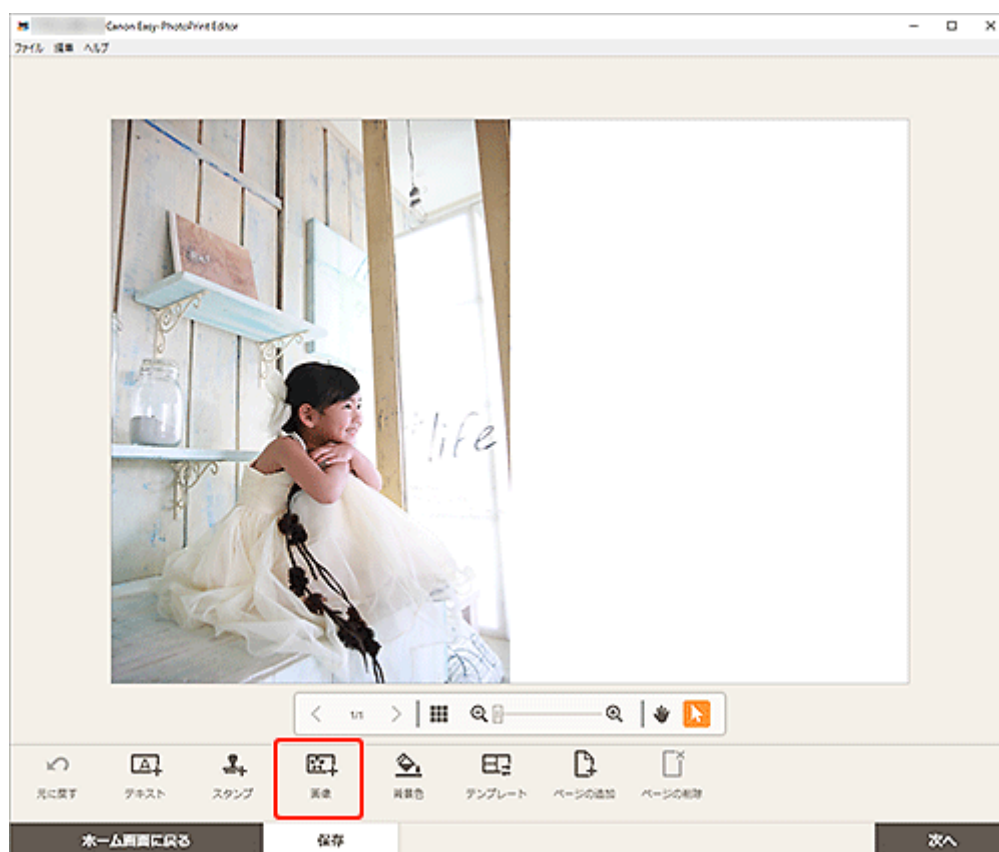 Canon Easy-PhotoPrint Editor
ファイル 編集 ヘルプ
life
1/1
元に戻す テキスト スタンプ 画像 背景色 テンプレート ページの追加 ページの削除
ホーム画面に戻る 保存 次へ